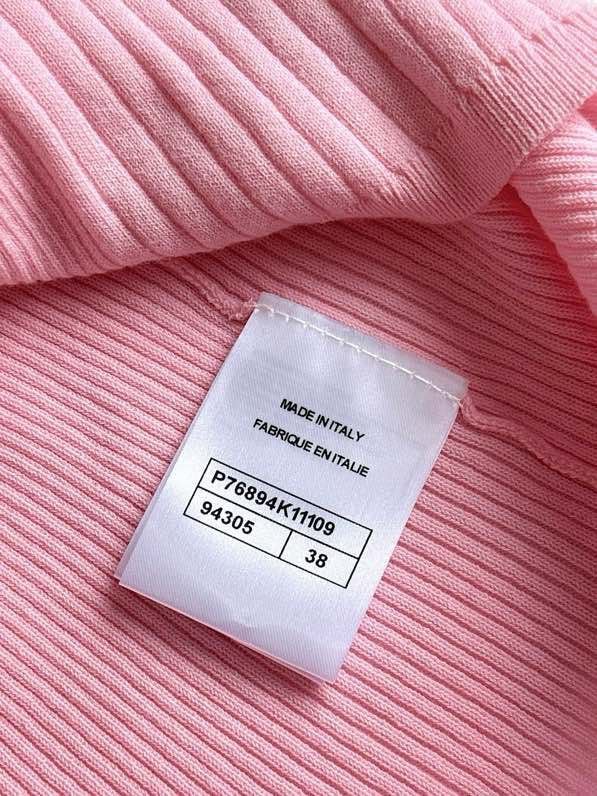 MADE IN ITALY
FABRIQUE EN ITALIE
P76894K11109
94305 38